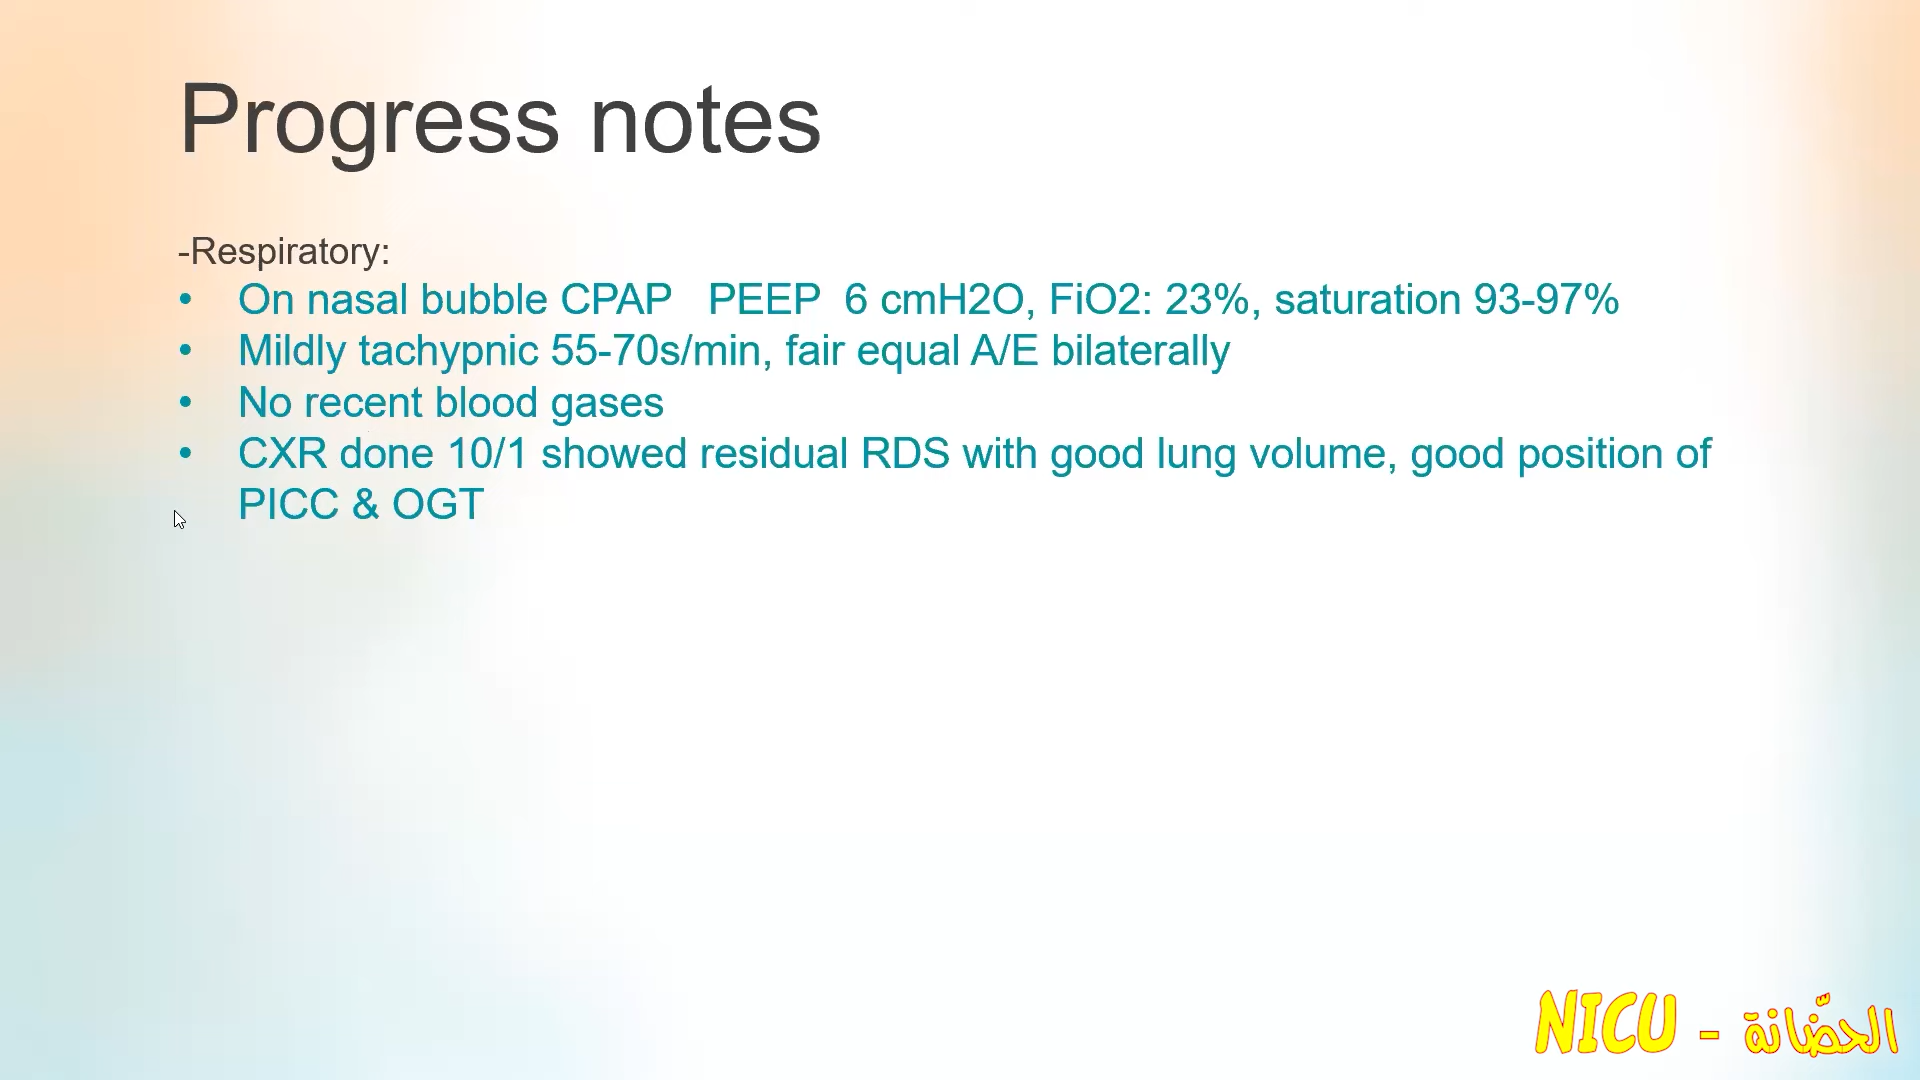 Progress notes
-Respiratory:
• On nasal bubble CPAP PEEP 6 cmH2O, FiO2: 23%, saturation 93-97%
• Mildly tachypnic 55-70s/min, fair equal A/E bilaterally
• No recent blood gases
• CXR done 10/1 showed residual RDS with good lung volume, good position of
PICC & OGT
NICU - الحضّانة